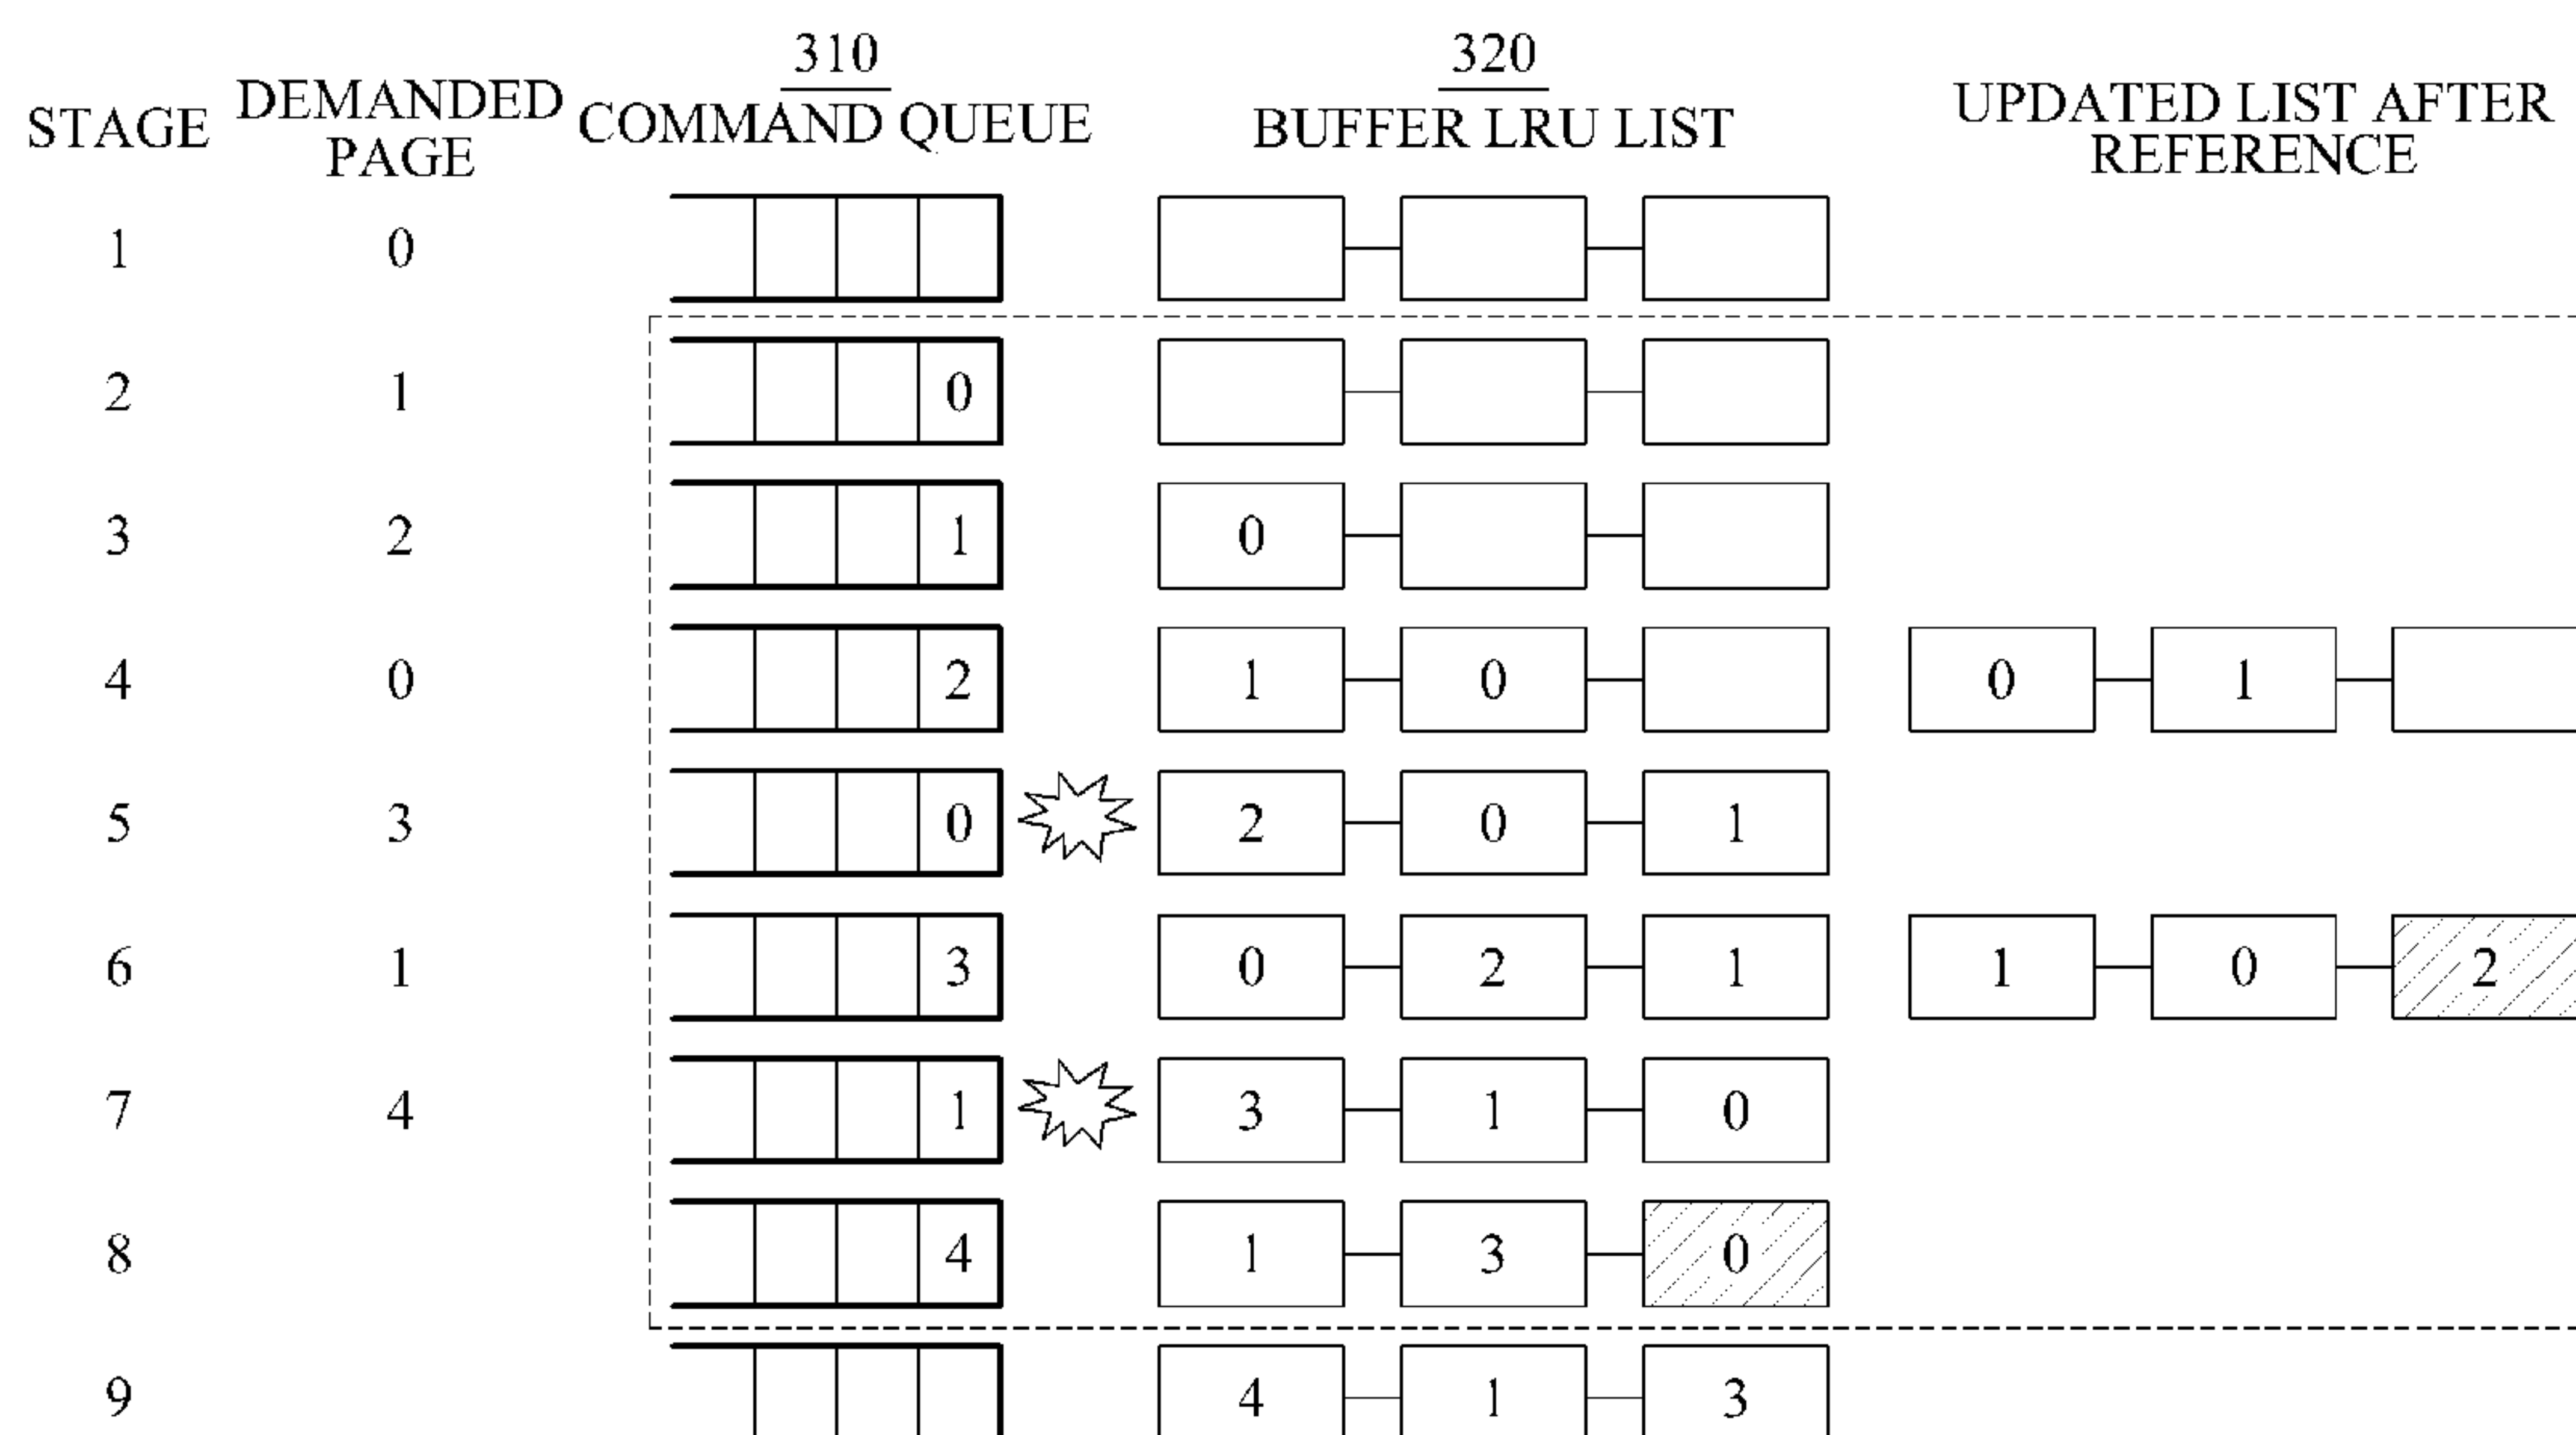 310 320
STAGE DEMANDED PAGE COMMAND QUEUE BUFFER LRU LIST UPDATED LIST AFTER REFERENCE
1 0
2 1 0
3 2 1 0
4 0 2 1 0 0 1
5 3 0 2 0 1
6 1 3 0 2 1 1 0 2
7 4 1 3 1 0
8 4 1 3 0
9 4 1 3